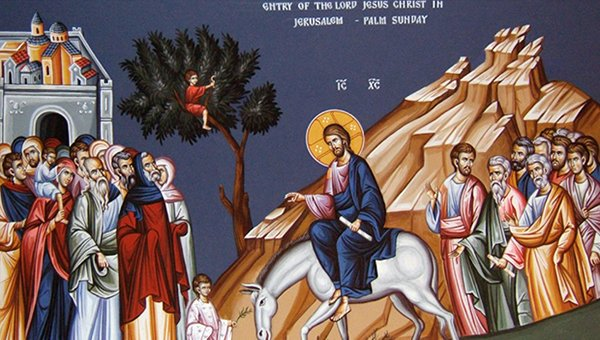 ENTRY OF THE LORD JESUS CHRIST IN
JERUSALEM - PALM SUNDAY
IC XC